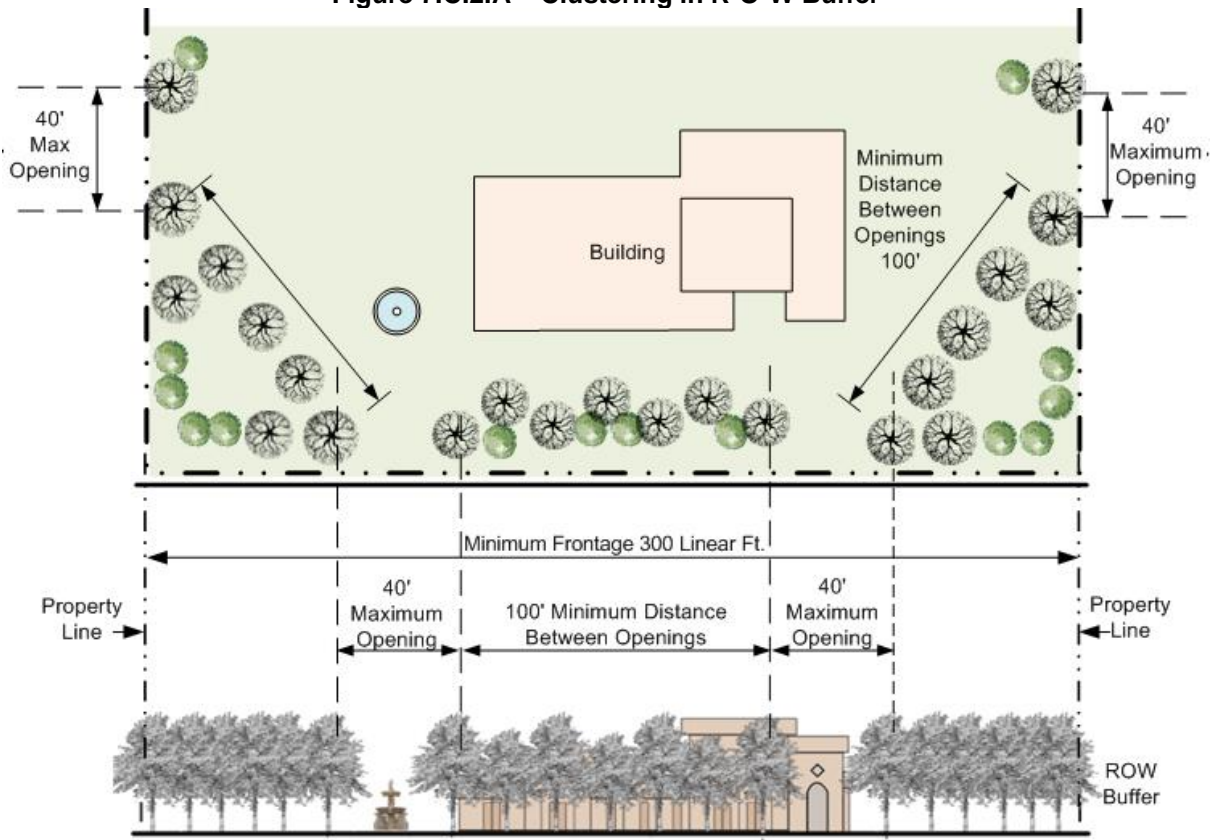 40'
Max
Opening
Building
Minimum
Distance
Between
Openings
100'
40'
Maximum
Opening
Minimum Frontage 300 Linear Ft.
Property
Line
40'
Maximum
Opening
100' Minimum Distance
Between Openings
40'
Maximum
Opening
Property
Line
ROW
Buffer